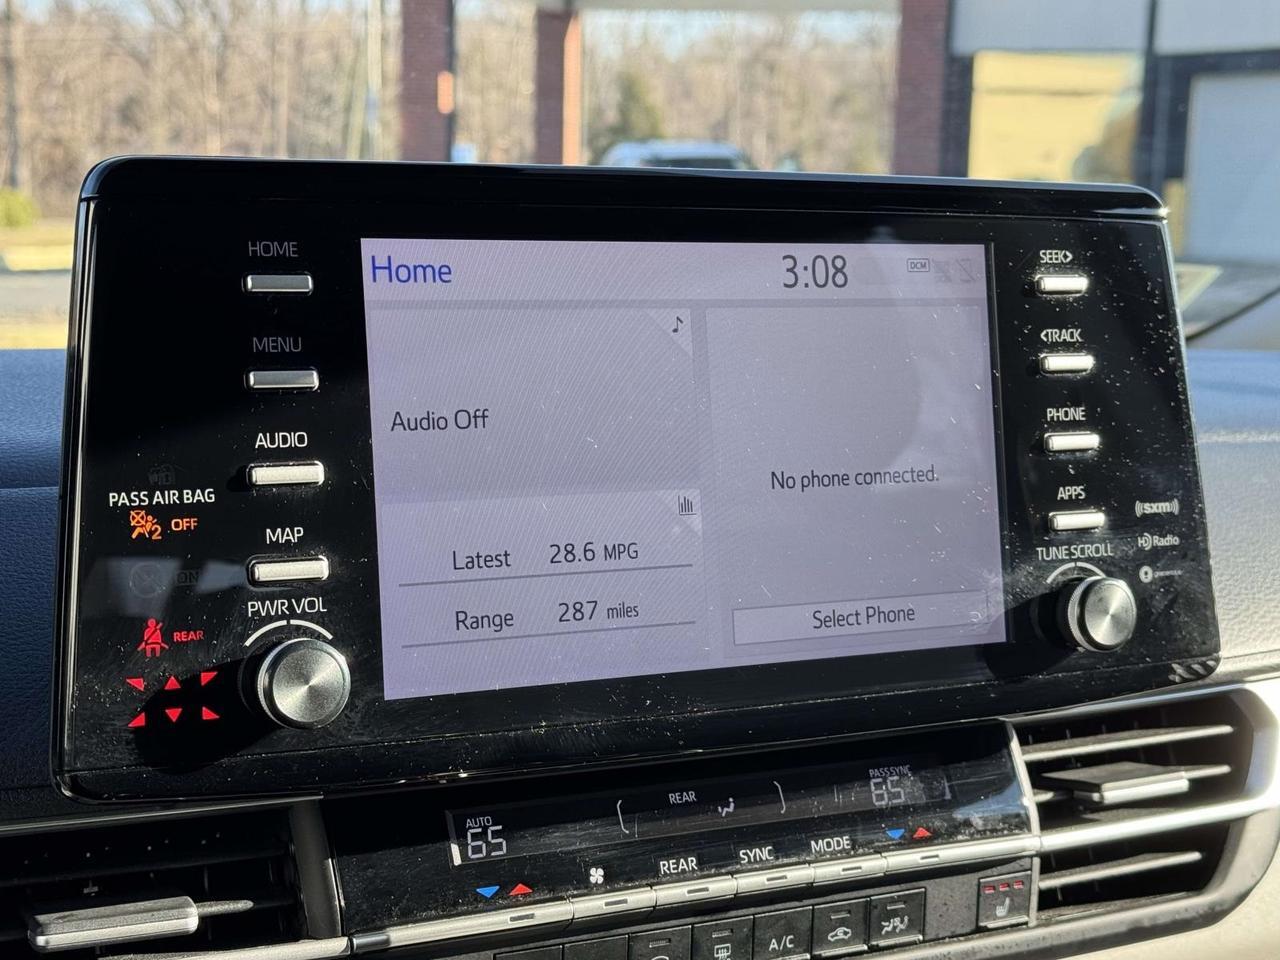 HOME
MENU
AUDIO
MAP
PWR VOL
PASS AIR BAG
2 OFF
ON
REAR
Home
3:08
DCM
Audio Off
Latest 28.6 MPG
Range 287 miles
No phone connected.
Select Phone
SEEK>
<TRACK
PHONE
APPS
TUNE SCROLL
((sxm))
HD Radio
AUTO
65
REAR
PASS SYNC
65
REAR
SYNC
MODE
A/C